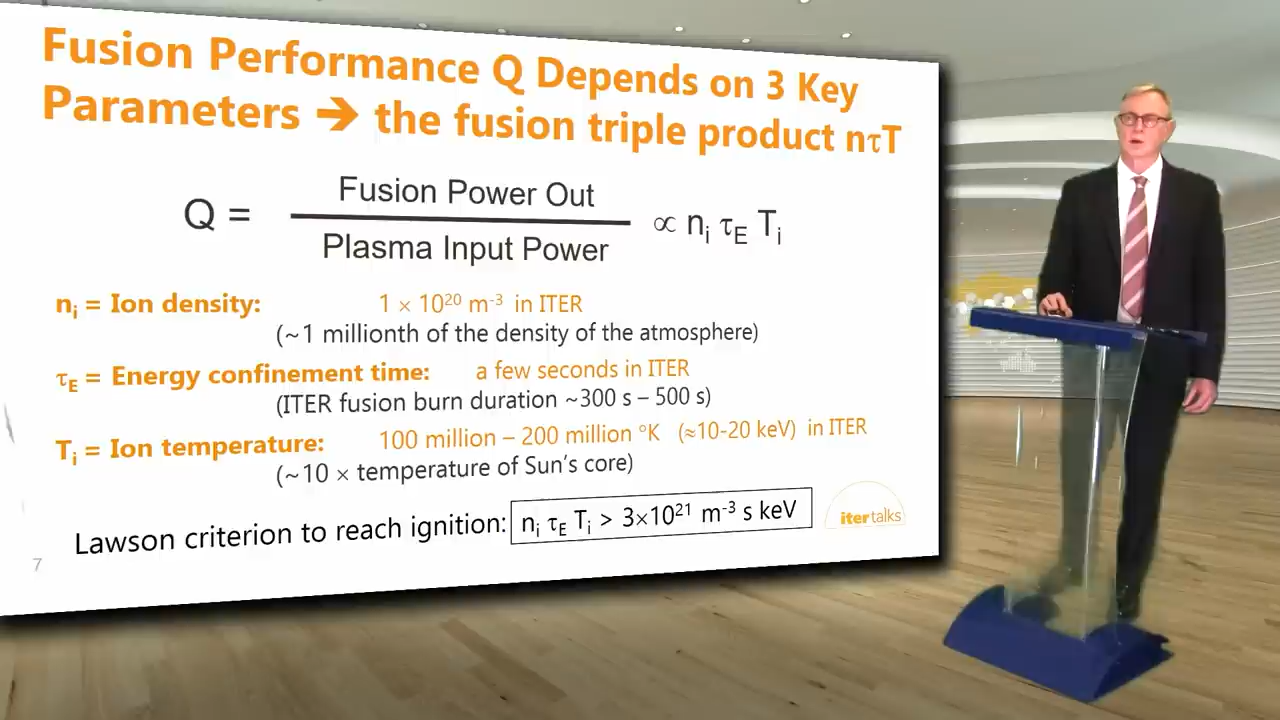 Fusion Performance Q Depends on 3 Key
Parameters ➔ the fusion triple product nτT
Q = Fusion Power Out / Plasma Input Power ∝ nᵢ τ_E Tᵢ
nᵢ = Ion density: 1 × 10²⁰ m⁻³ in ITER
(~1 millionth of the density of the atmosphere)
τ_E = Energy confinement time: a few seconds in ITER
(ITER fusion burn duration ~300 s – 500 s)
Tᵢ = Ion temperature: 100 million – 200 million °K (≈10-20 keV) in ITER
(~10 × temperature of Sun's core)
Lawson criterion to reach ignition: nᵢ τ_E Tᵢ > 3×10²¹ m⁻³ s keV
iter talks
7